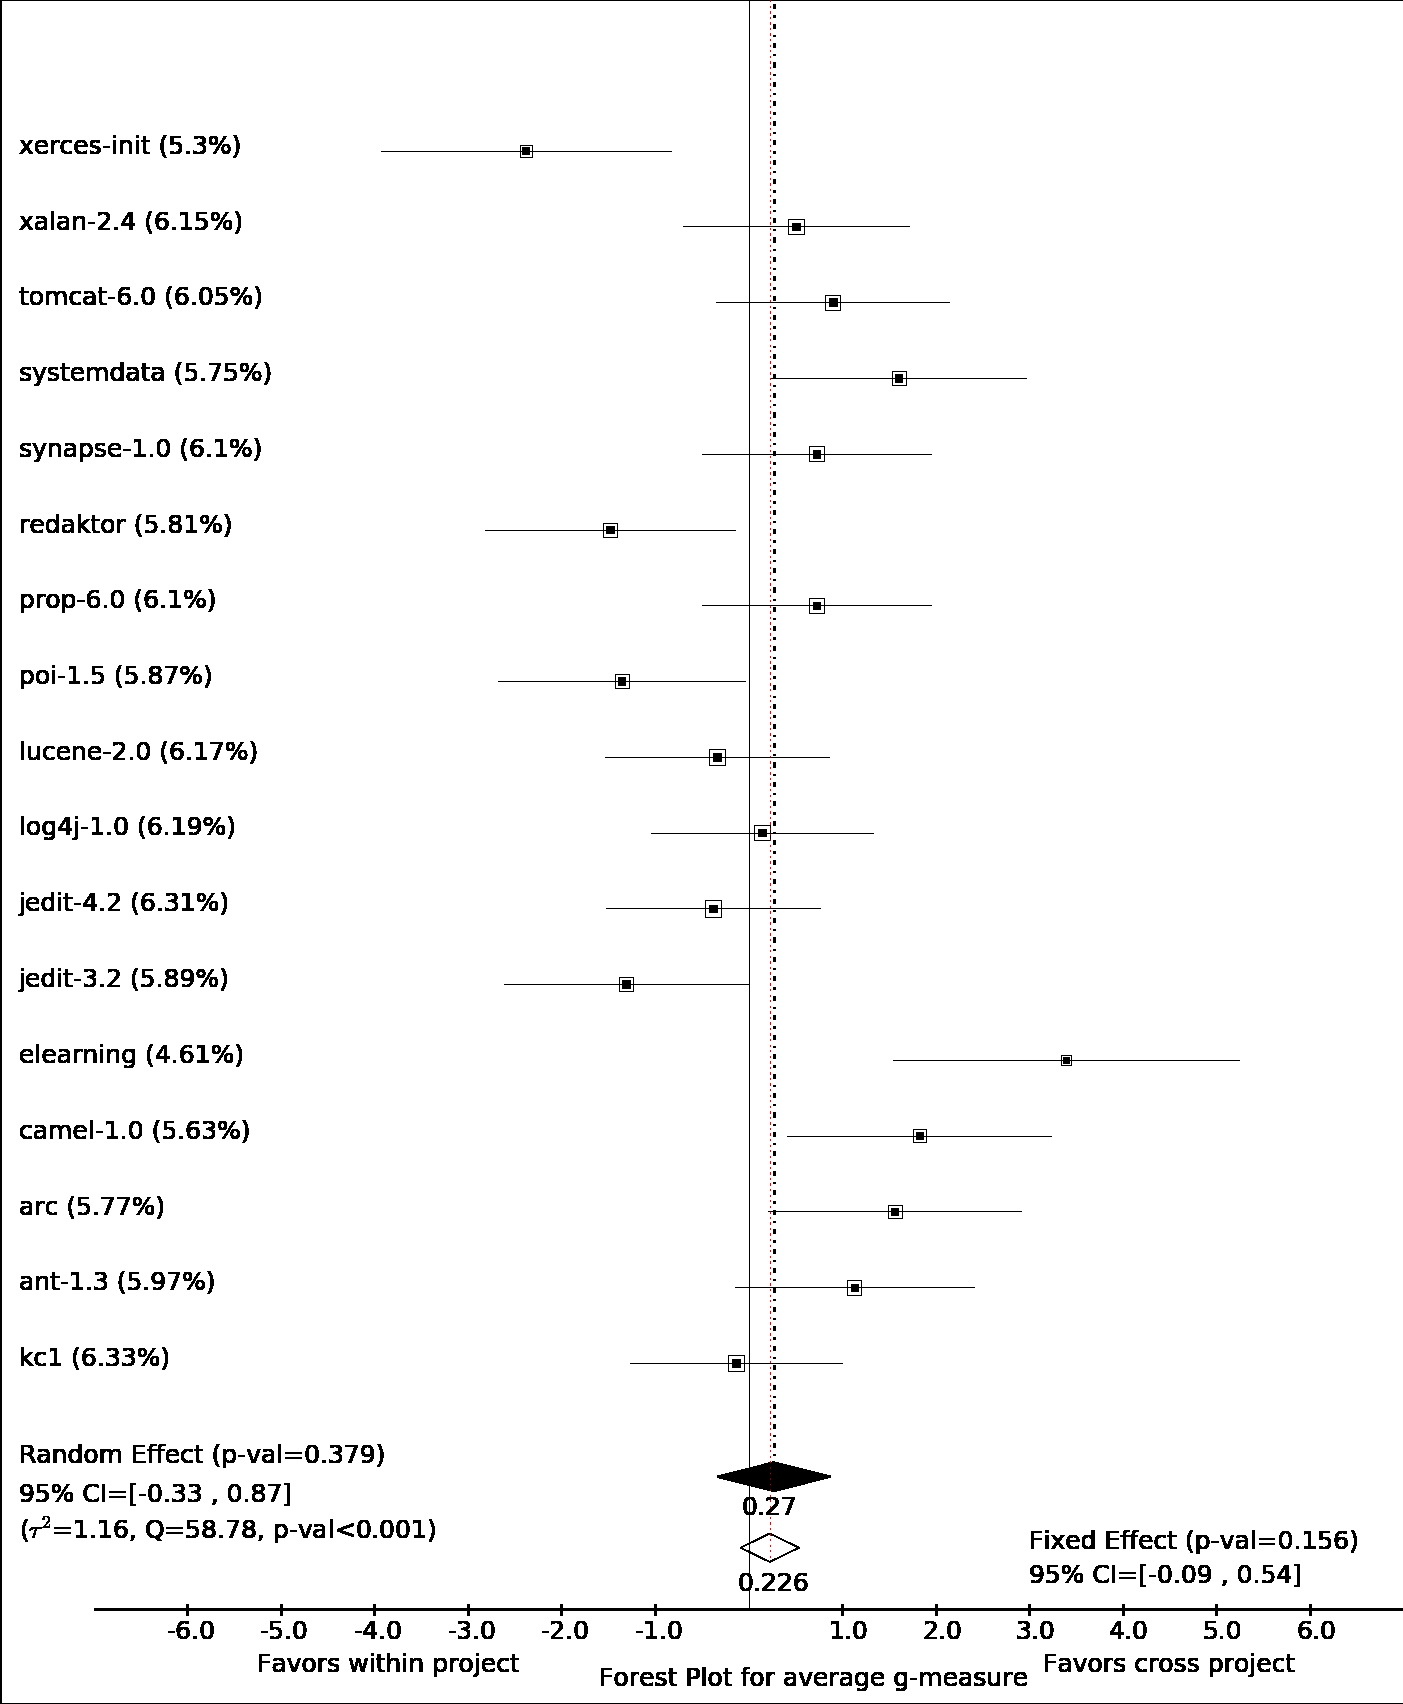 xerces-init (5.3%)
xalan-2.4 (6.15%)
tomcat-6.0 (6.05%)
systemdata (5.75%)
synapse-1.0 (6.1%)
redaktor (5.81%)
prop-6.0 (6.1%)
poi-1.5 (5.87%)
lucene-2.0 (6.17%)
log4j-1.0 (6.19%)
jedit-4.2 (6.31%)
jedit-3.2 (5.89%)
elearning (4.61%)
camel-1.0 (5.63%)
arc (5.77%)
ant-1.3 (5.97%)
kc1 (6.33%)
Random Effect (p-val=0.379)
95% CI=[-0.33 , 0.87]
(τ²=1.16, Q=58.78, p-val<0.001)
0.27
0.226
Fixed Effect (p-val=0.156)
95% CI=[-0.09 , 0.54]
-6.0 -5.0 -4.0 -3.0 -2.0 -1.0 1.0 2.0 3.0 4.0 5.0 6.0
Favors within project
Forest Plot for average g-measure
Favors cross project